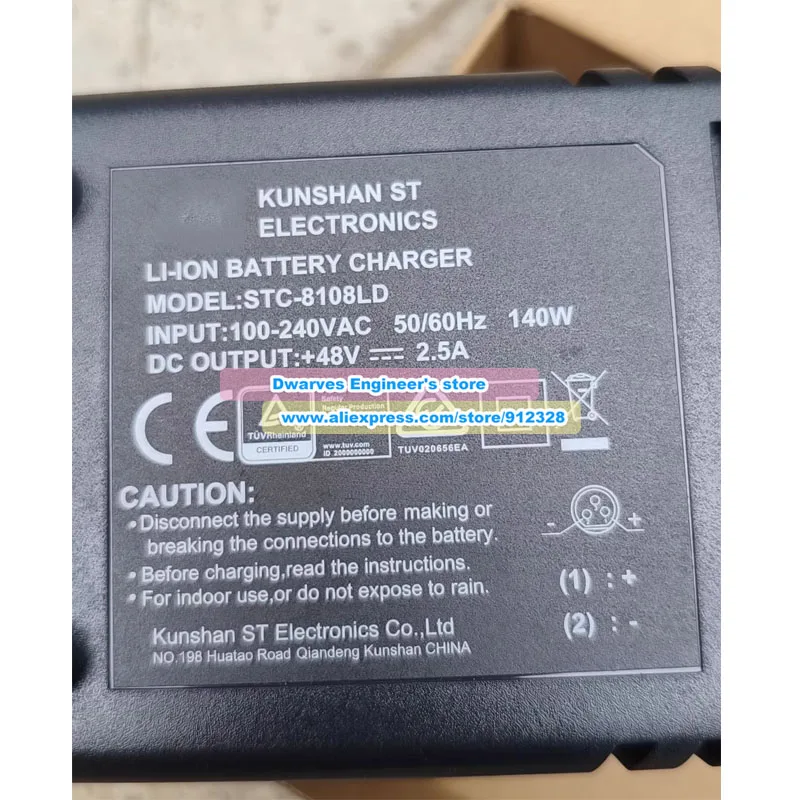 KUNSHAN ST
ELECTRONICS
LI-ION BATTERY CHARGER
MODEL:STC-8108LD
INPUT:100-240VAC 50/60Hz 140W
DC OUTPUT:+48V 2.5A
Dwarves Engineer's store
www.aliexpress.com/store/912328
CE
TÜVRheinland
CERTIFIED
Safety
Regular Production
www.tuv.com
ID 2000000000
TUV020656EA
CAUTION:
•Disconnect the supply before making or
breaking the connections to the battery.
•Before charging,read the instructions.
•For indoor use,or do not expose to rain.
- +
(1) : +
(2) : -
Kunshan ST Electronics Co.,Ltd
NO.198 Huatao Road Qiandeng Kunshan CHINA